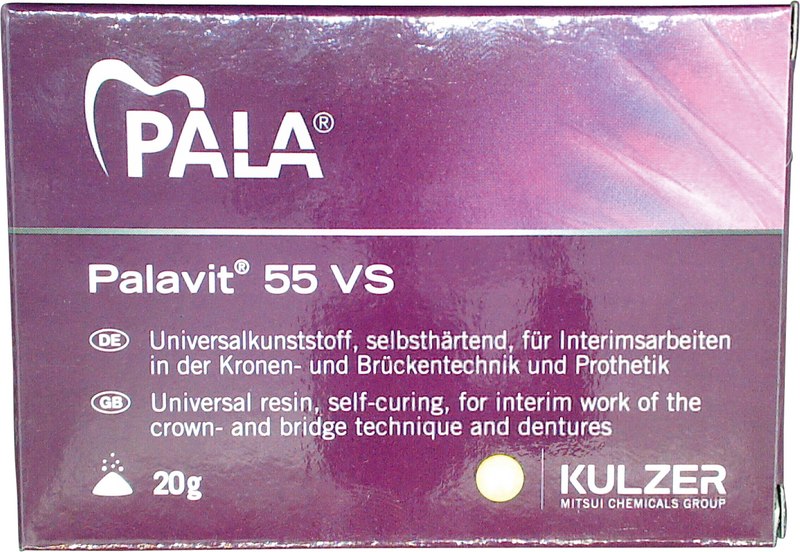 PALA®
Palavit® 55 VS
DE Universalkunststoff, selbsthärtend, für Interimsarbeiten
in der Kronen- und Brückentechnik und Prothetik
GB Universal resin, self-curing, for interim work of the
crown- and bridge technique and dentures
20g
KULZER
MITSUI CHEMICALS GROUP